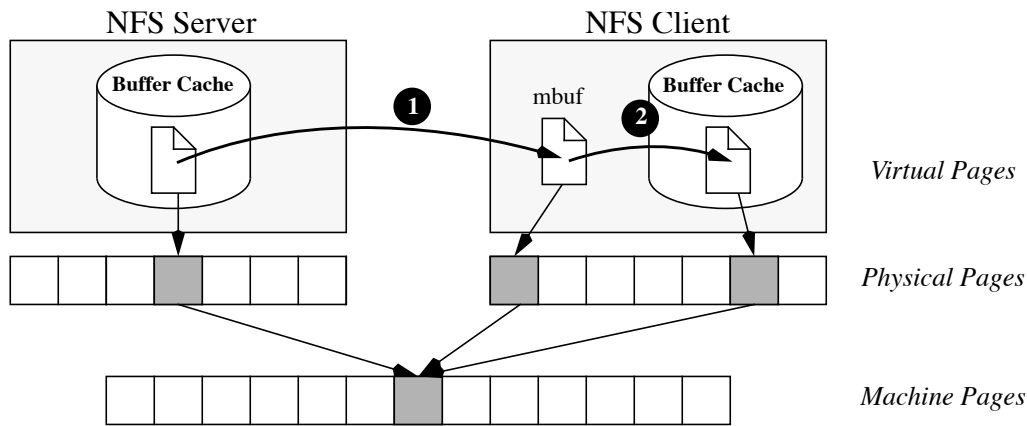 NFS Server
NFS Client
Buffer Cache
Buffer Cache
1
mbuf
2
Virtual Pages
Physical Pages
Machine Pages